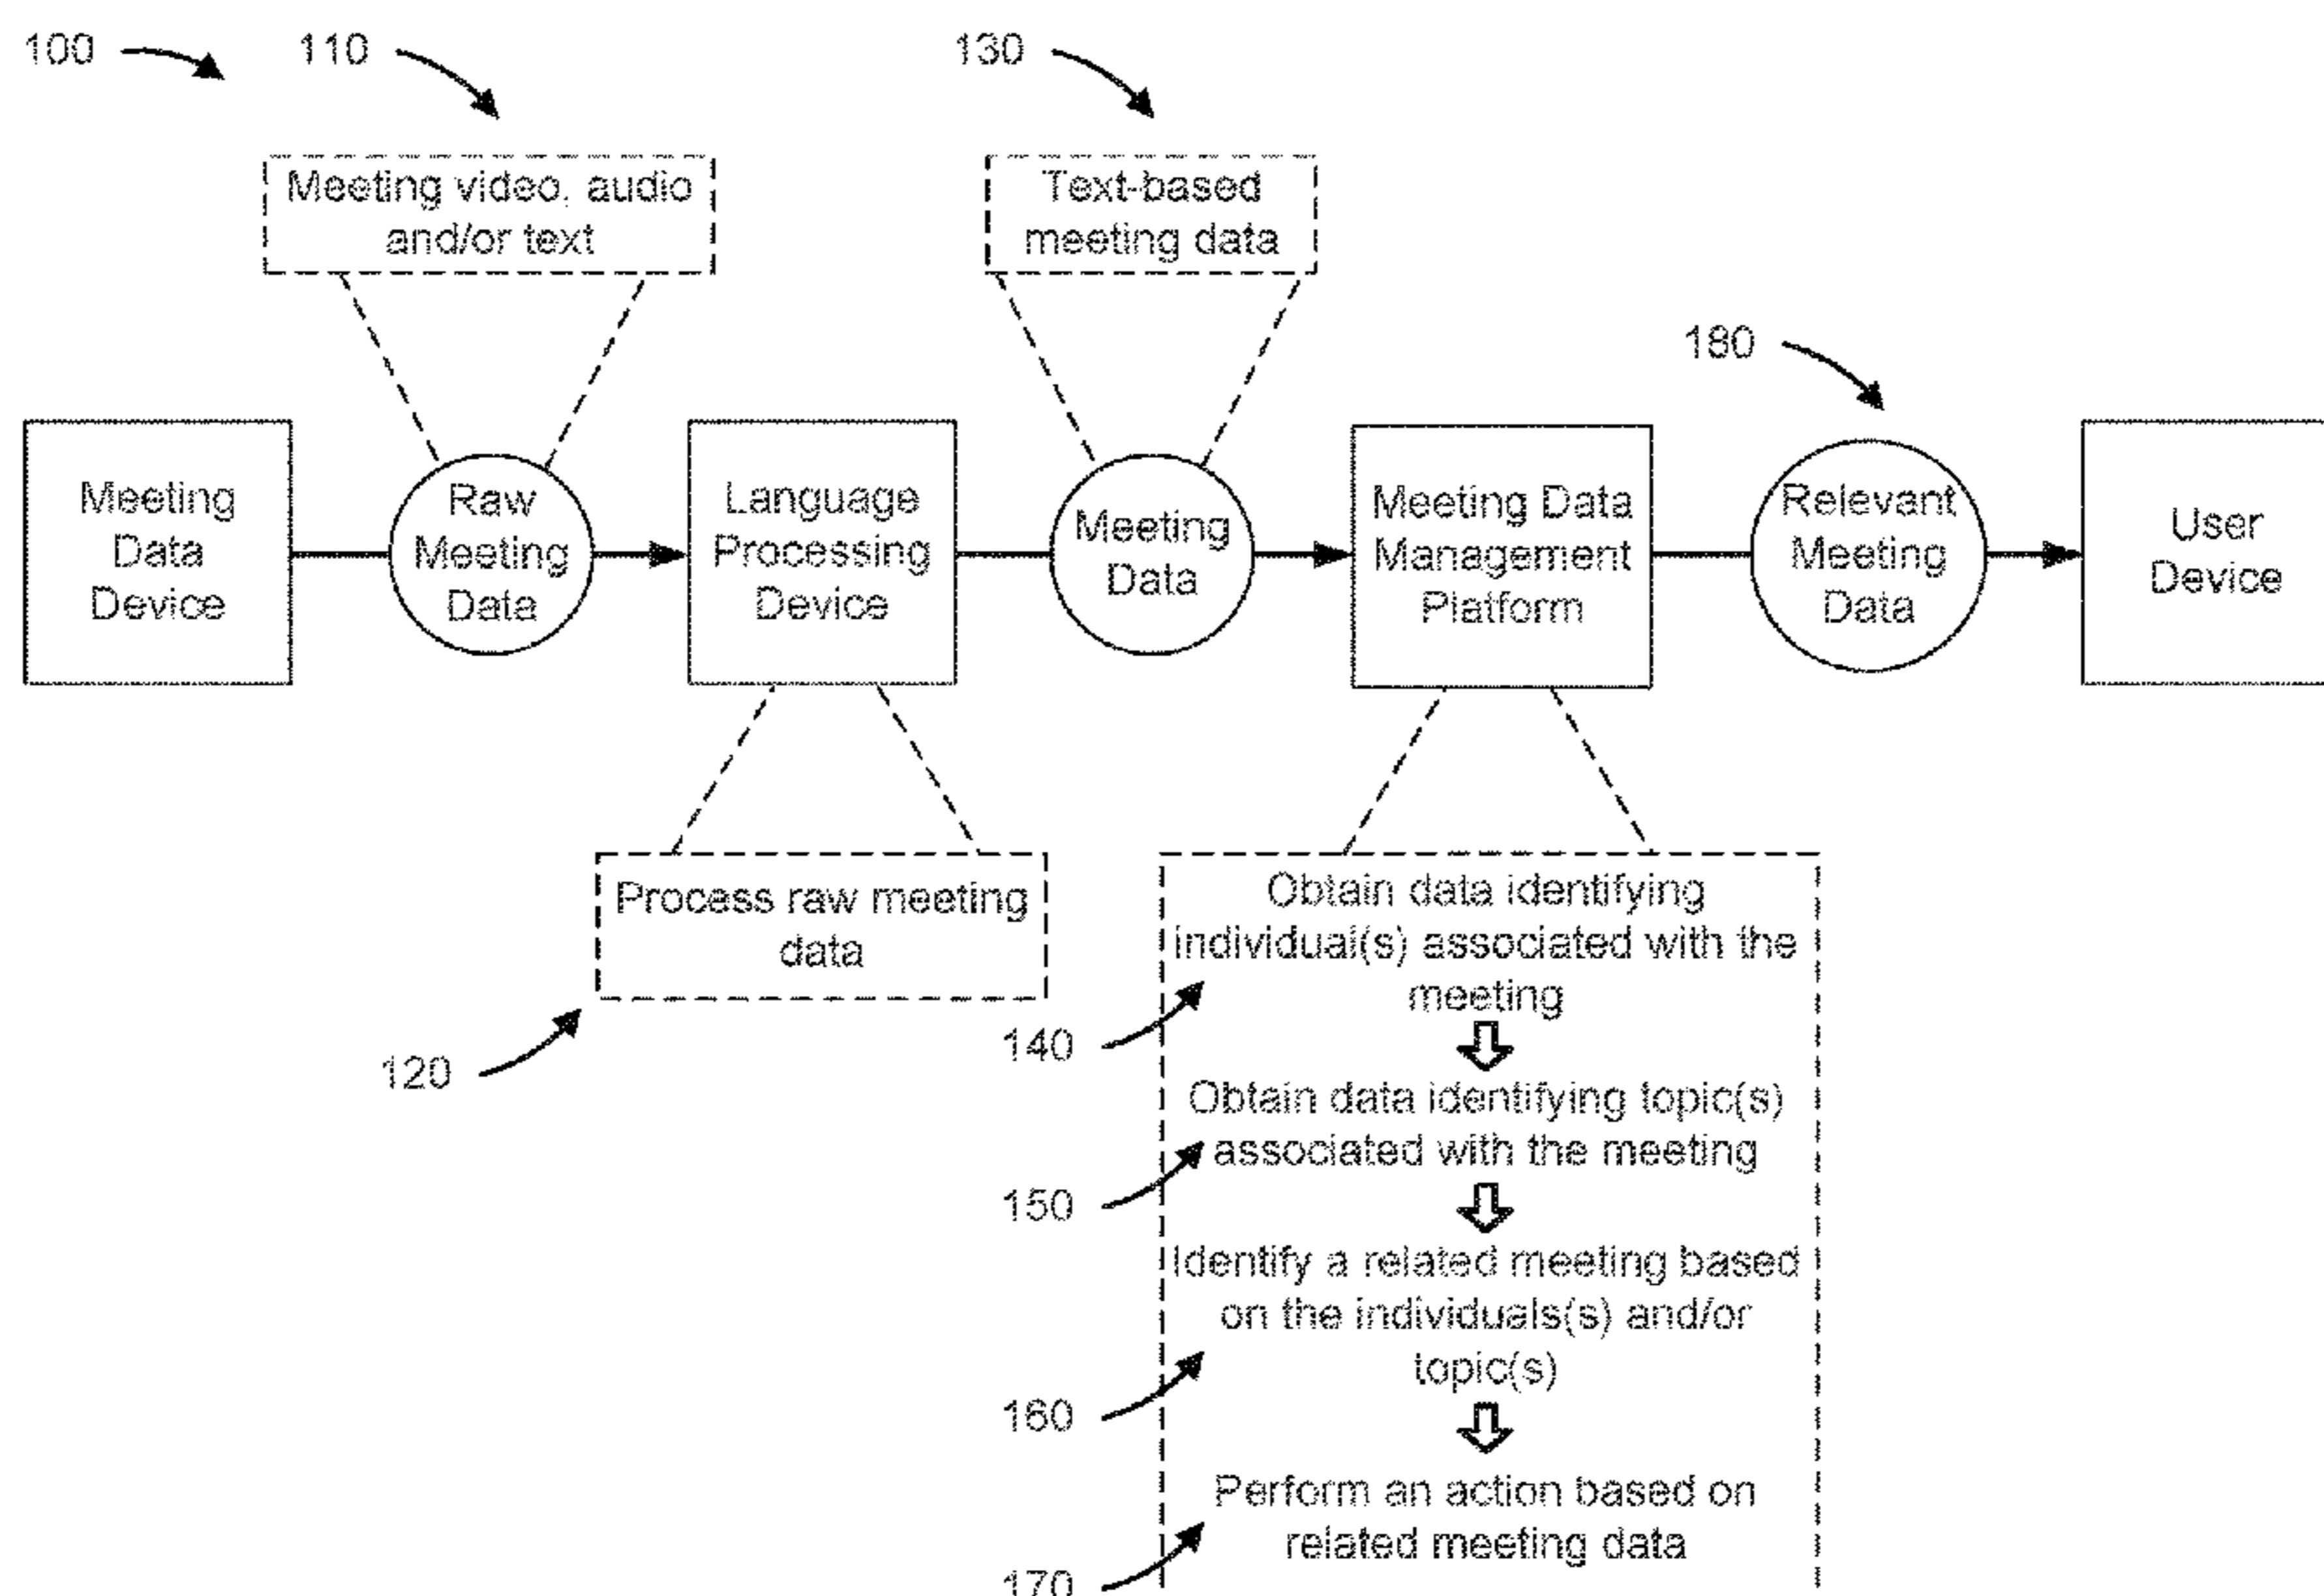 100
110
130
Meeting video, audio
and/or text
Text-based
meeting data
180
Meeting
Data
Device
Raw
Meeting
Data
Language
Processing
Device
Meeting
Data
Meeting Data
Management
Platform
Relevant
Meeting
Data
User
Device
Process raw meeting
data
120
Obtain data identifying
individual(s) associated with the
meeting
140
Obtain data identifying topic(s)
associated with the meeting
150
Identify a related meeting based
on the individuals(s) and/or
topic(s)
160
Perform an action based on
related meeting data
170